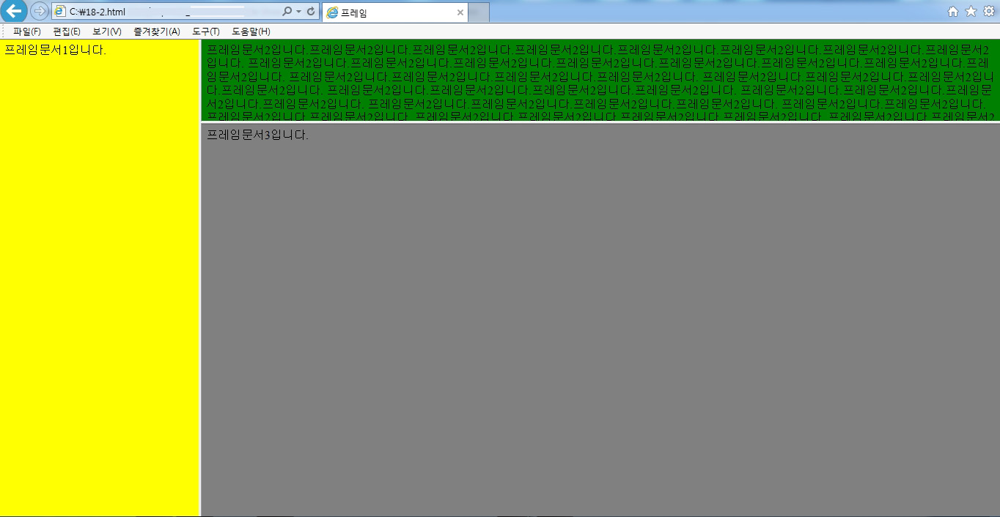 C:₩18-2.html
프레임
파일(F) 편집(E) 보기(V) 즐겨찾기(A) 도구(T) 도움말(H)
프레임문서1입니다.
프레임문서2입니다.프레임문서2입니다.프레임문서2입니다.프레임문서2입니다.프레임문서2입니다.프레임문서2입니다.프레임문서2입니다.프레임문서2
입니다. 프레임문서2입니다.프레임문서2입니다.프레임문서2입니다.프레임문서2입니다.프레임문서2입니다.프레임문서2입니다.프레임문서2입니다.프레
임문서2입니다. 프레임문서2입니다.프레임문서2입니다.프레임문서2입니다.프레임문서2입니다. 프레임문서2입니다.프레임문서2입니다.프레임문서2입니
다.프레임문서2입니다. 프레임문서2입니다.프레임문서2입니다.프레임문서2입니다.프레임문서2입니다. 프레임문서2입니다.프레임문서2입니다.프레임문
서2입니다.프레임문서2입니다. 프레임문서2입니다.프레임문서2입니다.프레임문서2입니다.프레임문서2입니다. 프레임문서2입니다.프레임문서2입니다.
프레임문서2입니다.프레임문서2입니다. 프레임문서2입니다.프레임문서2입니다.프레임문서2입니다.프레임문서2입니다. 프레임문서2입니다.프레임문서2
프레임문서3입니다.